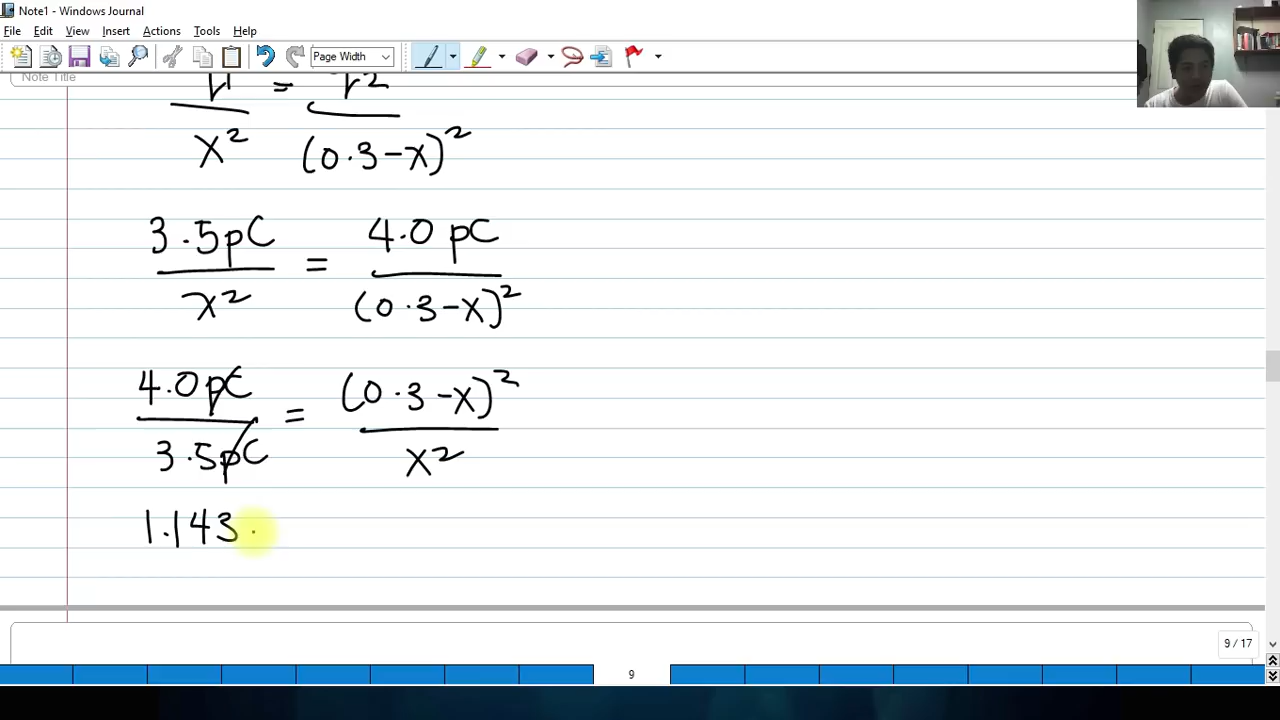 Note1 - Windows Journal
File Edit View Insert Actions Tools Help
Page Width
Note Title
=
x² (0.3-x)²
3.5pC = 4.0 pC
x² (0.3-x)²
4.0pC = (0.3-x)²
3.5pC x²
1.143
9 / 17
9